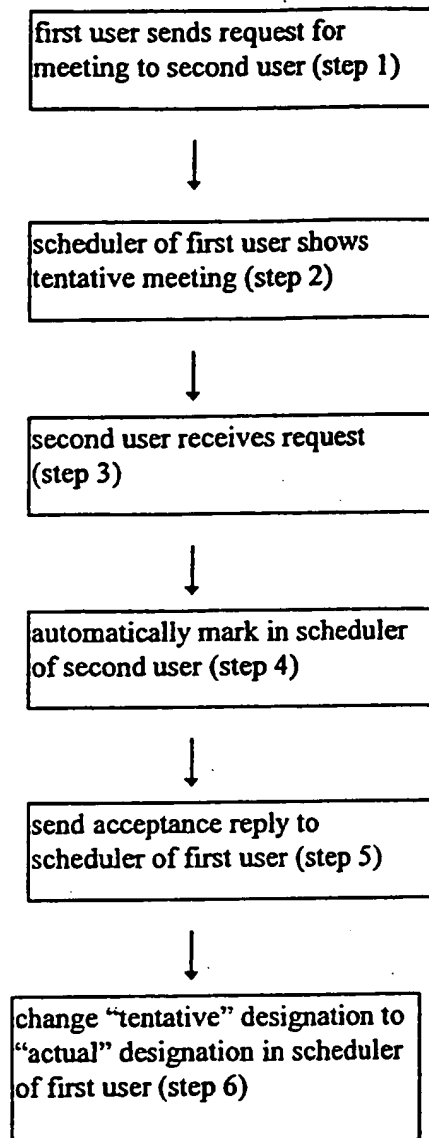 first user sends request for
meeting to second user (step 1)
scheduler of first user shows
tentative meeting (step 2)
second user receives request
(step 3)
automatically mark in scheduler
of second user (step 4)
send acceptance reply to
scheduler of first user (step 5)
change “tentative” designation to
“actual” designation in scheduler
of first user (step 6)